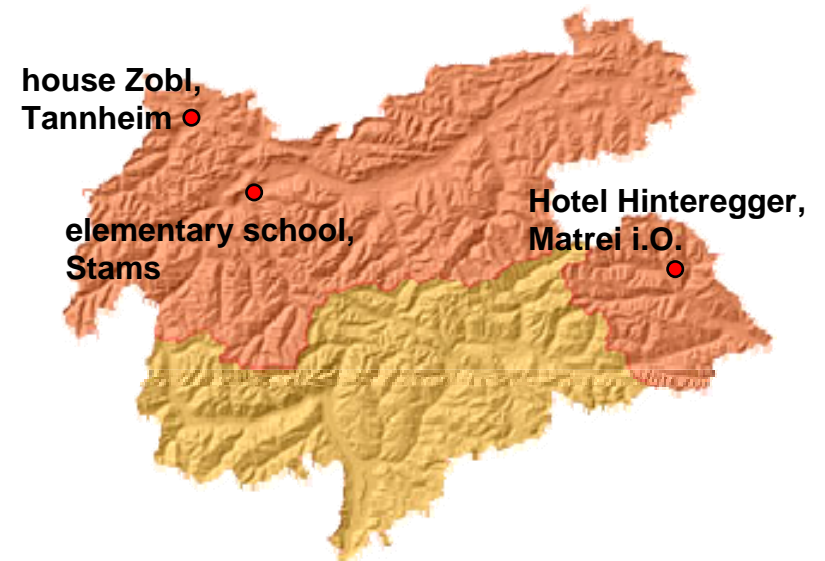 house Zobl,
Tannheim
elementary school,
Stams
Hotel Hinteregger,
Matrei i.O.